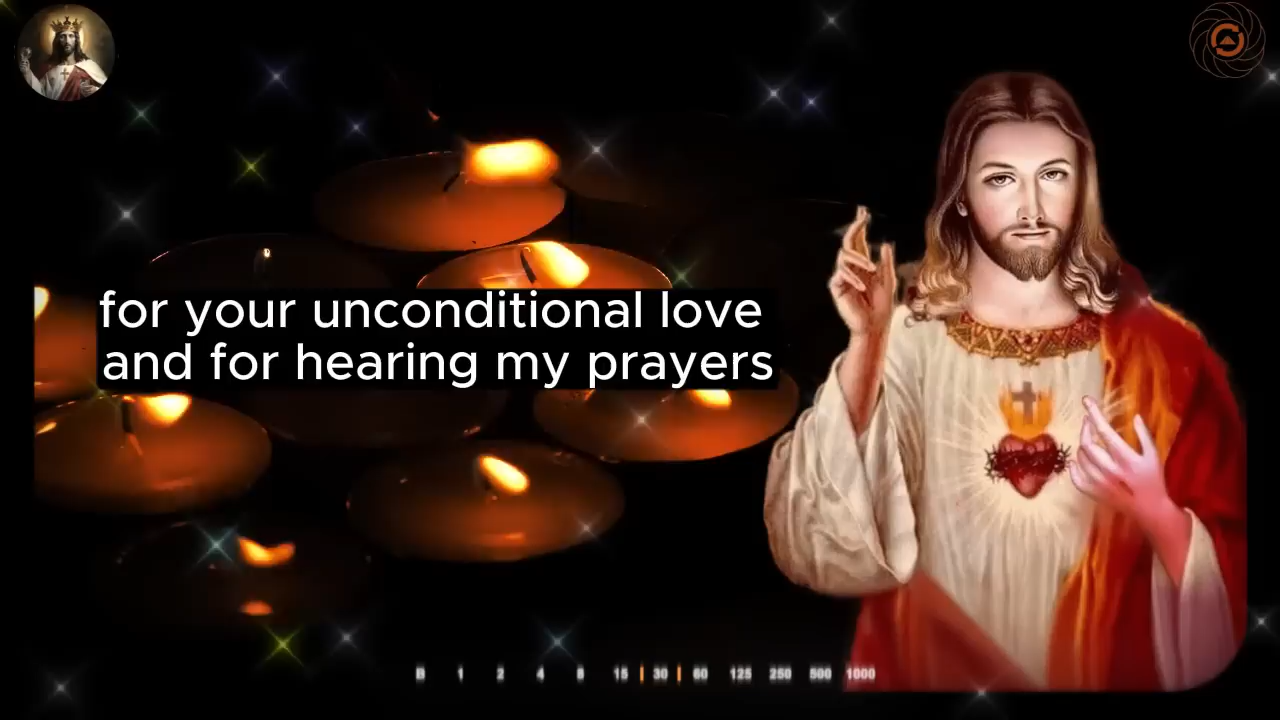 for your unconditional love
and for hearing my prayers
B 1 2 4 8 15 30 60 125 250 500 1000